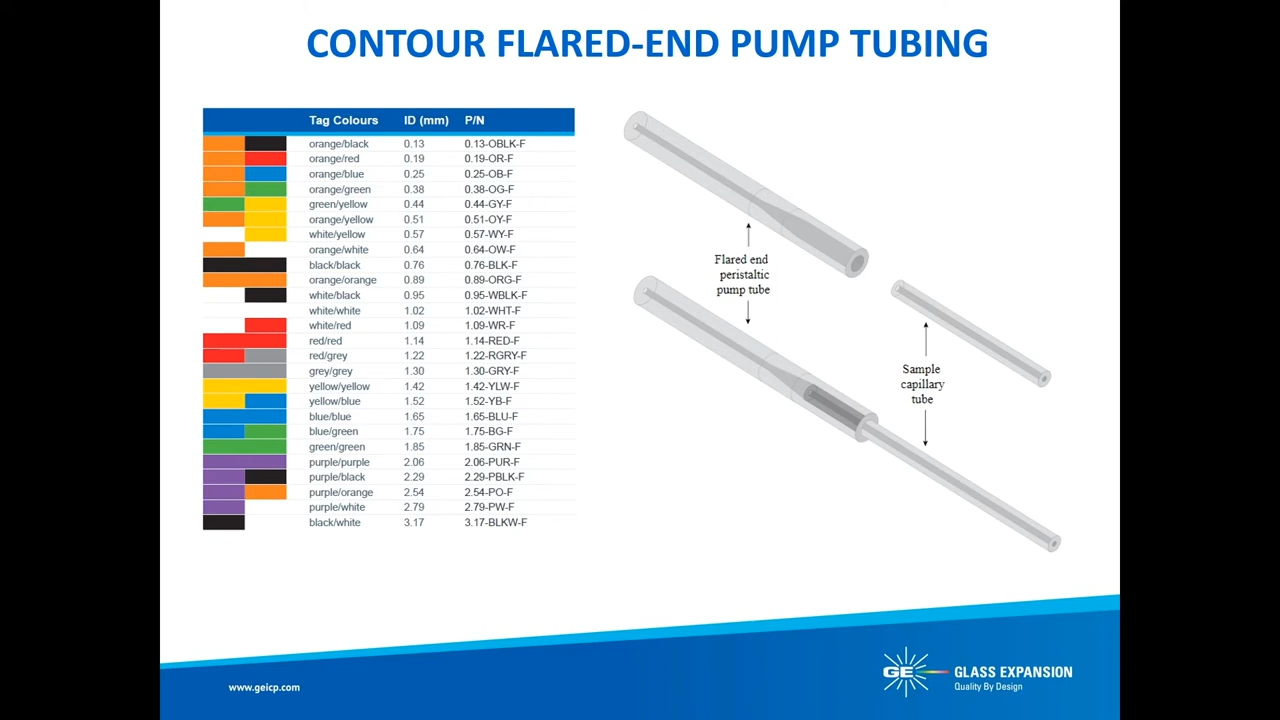 CONTOUR FLARED-END PUMP TUBING
Tag Colours ID (mm) P/N
orange/black 0.13 0.13-OBLK-F
orange/red 0.19 0.19-OR-F
orange/blue 0.25 0.25-OB-F
orange/green 0.38 0.38-OG-F
green/yellow 0.44 0.44-GY-F
orange/yellow 0.51 0.51-OY-F
white/yellow 0.57 0.57-WY-F
orange/white 0.64 0.64-OW-F
black/black 0.76 0.76-BLK-F
orange/orange 0.89 0.89-ORG-F
white/black 0.95 0.95-WBLK-F
white/white 1.02 1.02-WHT-F
white/red 1.09 1.09-WR-F
red/red 1.14 1.14-RED-F
red/grey 1.22 1.22-RGRY-F
grey/grey 1.30 1.30-GRY-F
yellow/yellow 1.42 1.42-YLW-F
yellow/blue 1.52 1.52-YB-F
blue/blue 1.65 1.65-BLU-F
blue/green 1.75 1.75-BG-F
green/green 1.85 1.85-GRN-F
purple/purple 2.06 2.06-PUR-F
purple/black 2.29 2.29-PBLK-F
purple/orange 2.54 2.54-PO-F
purple/white 2.79 2.79-PW-F
black/white 3.17 3.17-BLKW-F
Flared end
peristaltic
pump tube
Sample
capillary
tube
www.geicp.com
GE
GLASS EXPANSION
Quality By Design